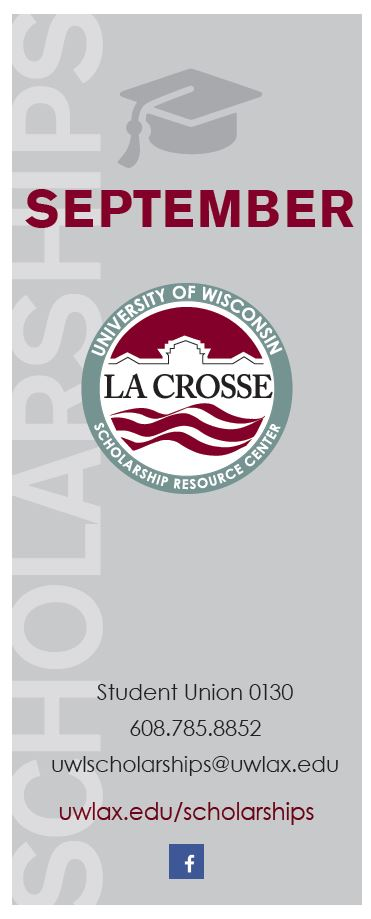 SCHOLARSHIPS
SEPTEMBER
UNIVERSITY OF WISCONSIN
LA CROSSE
SCHOLARSHIP RESOURCE CENTER
Student Union 0130
608.785.8852
uwlscholarships@uwlax.edu
uwlax.edu/scholarships
f